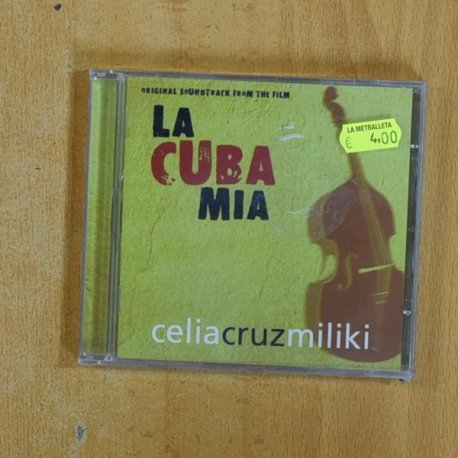 ORIGINAL SOUNDTRACK FROM THE FILM
LA
CUBA
MIA
LA METRALLETA
€ 4.00
celiacruzmiliki